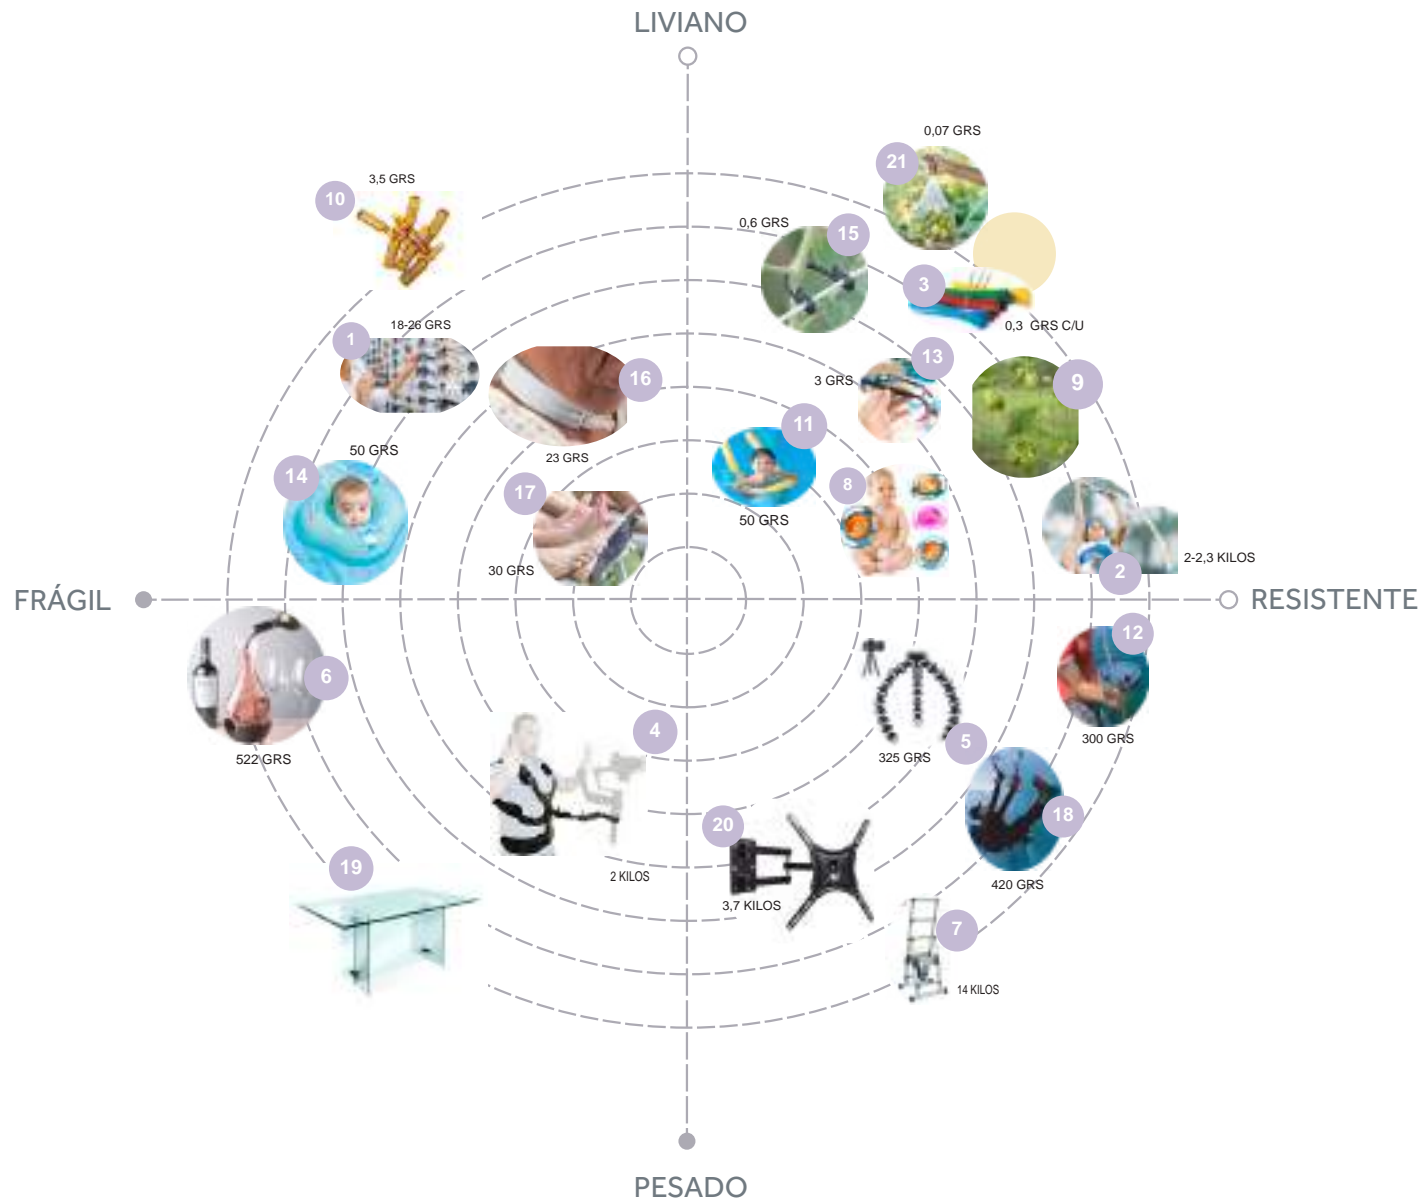 LIVIANO
0,07 GRS
21
3,5 GRS
10
0,6 GRS
15
3
0,3 GRS C/U
18-26 GRS
1
16
13
3 GRS
9
11
23 GRS
50 GRS
14
17
8
50 GRS
30 GRS
2-2,3 KILOS
2
FRÁGIL
RESISTENTE
12
6
522 GRS
4
300 GRS
5
325 GRS
20
18
19
2 KILOS
420 GRS
3,7 KILOS
7
14 KILOS
PESADO